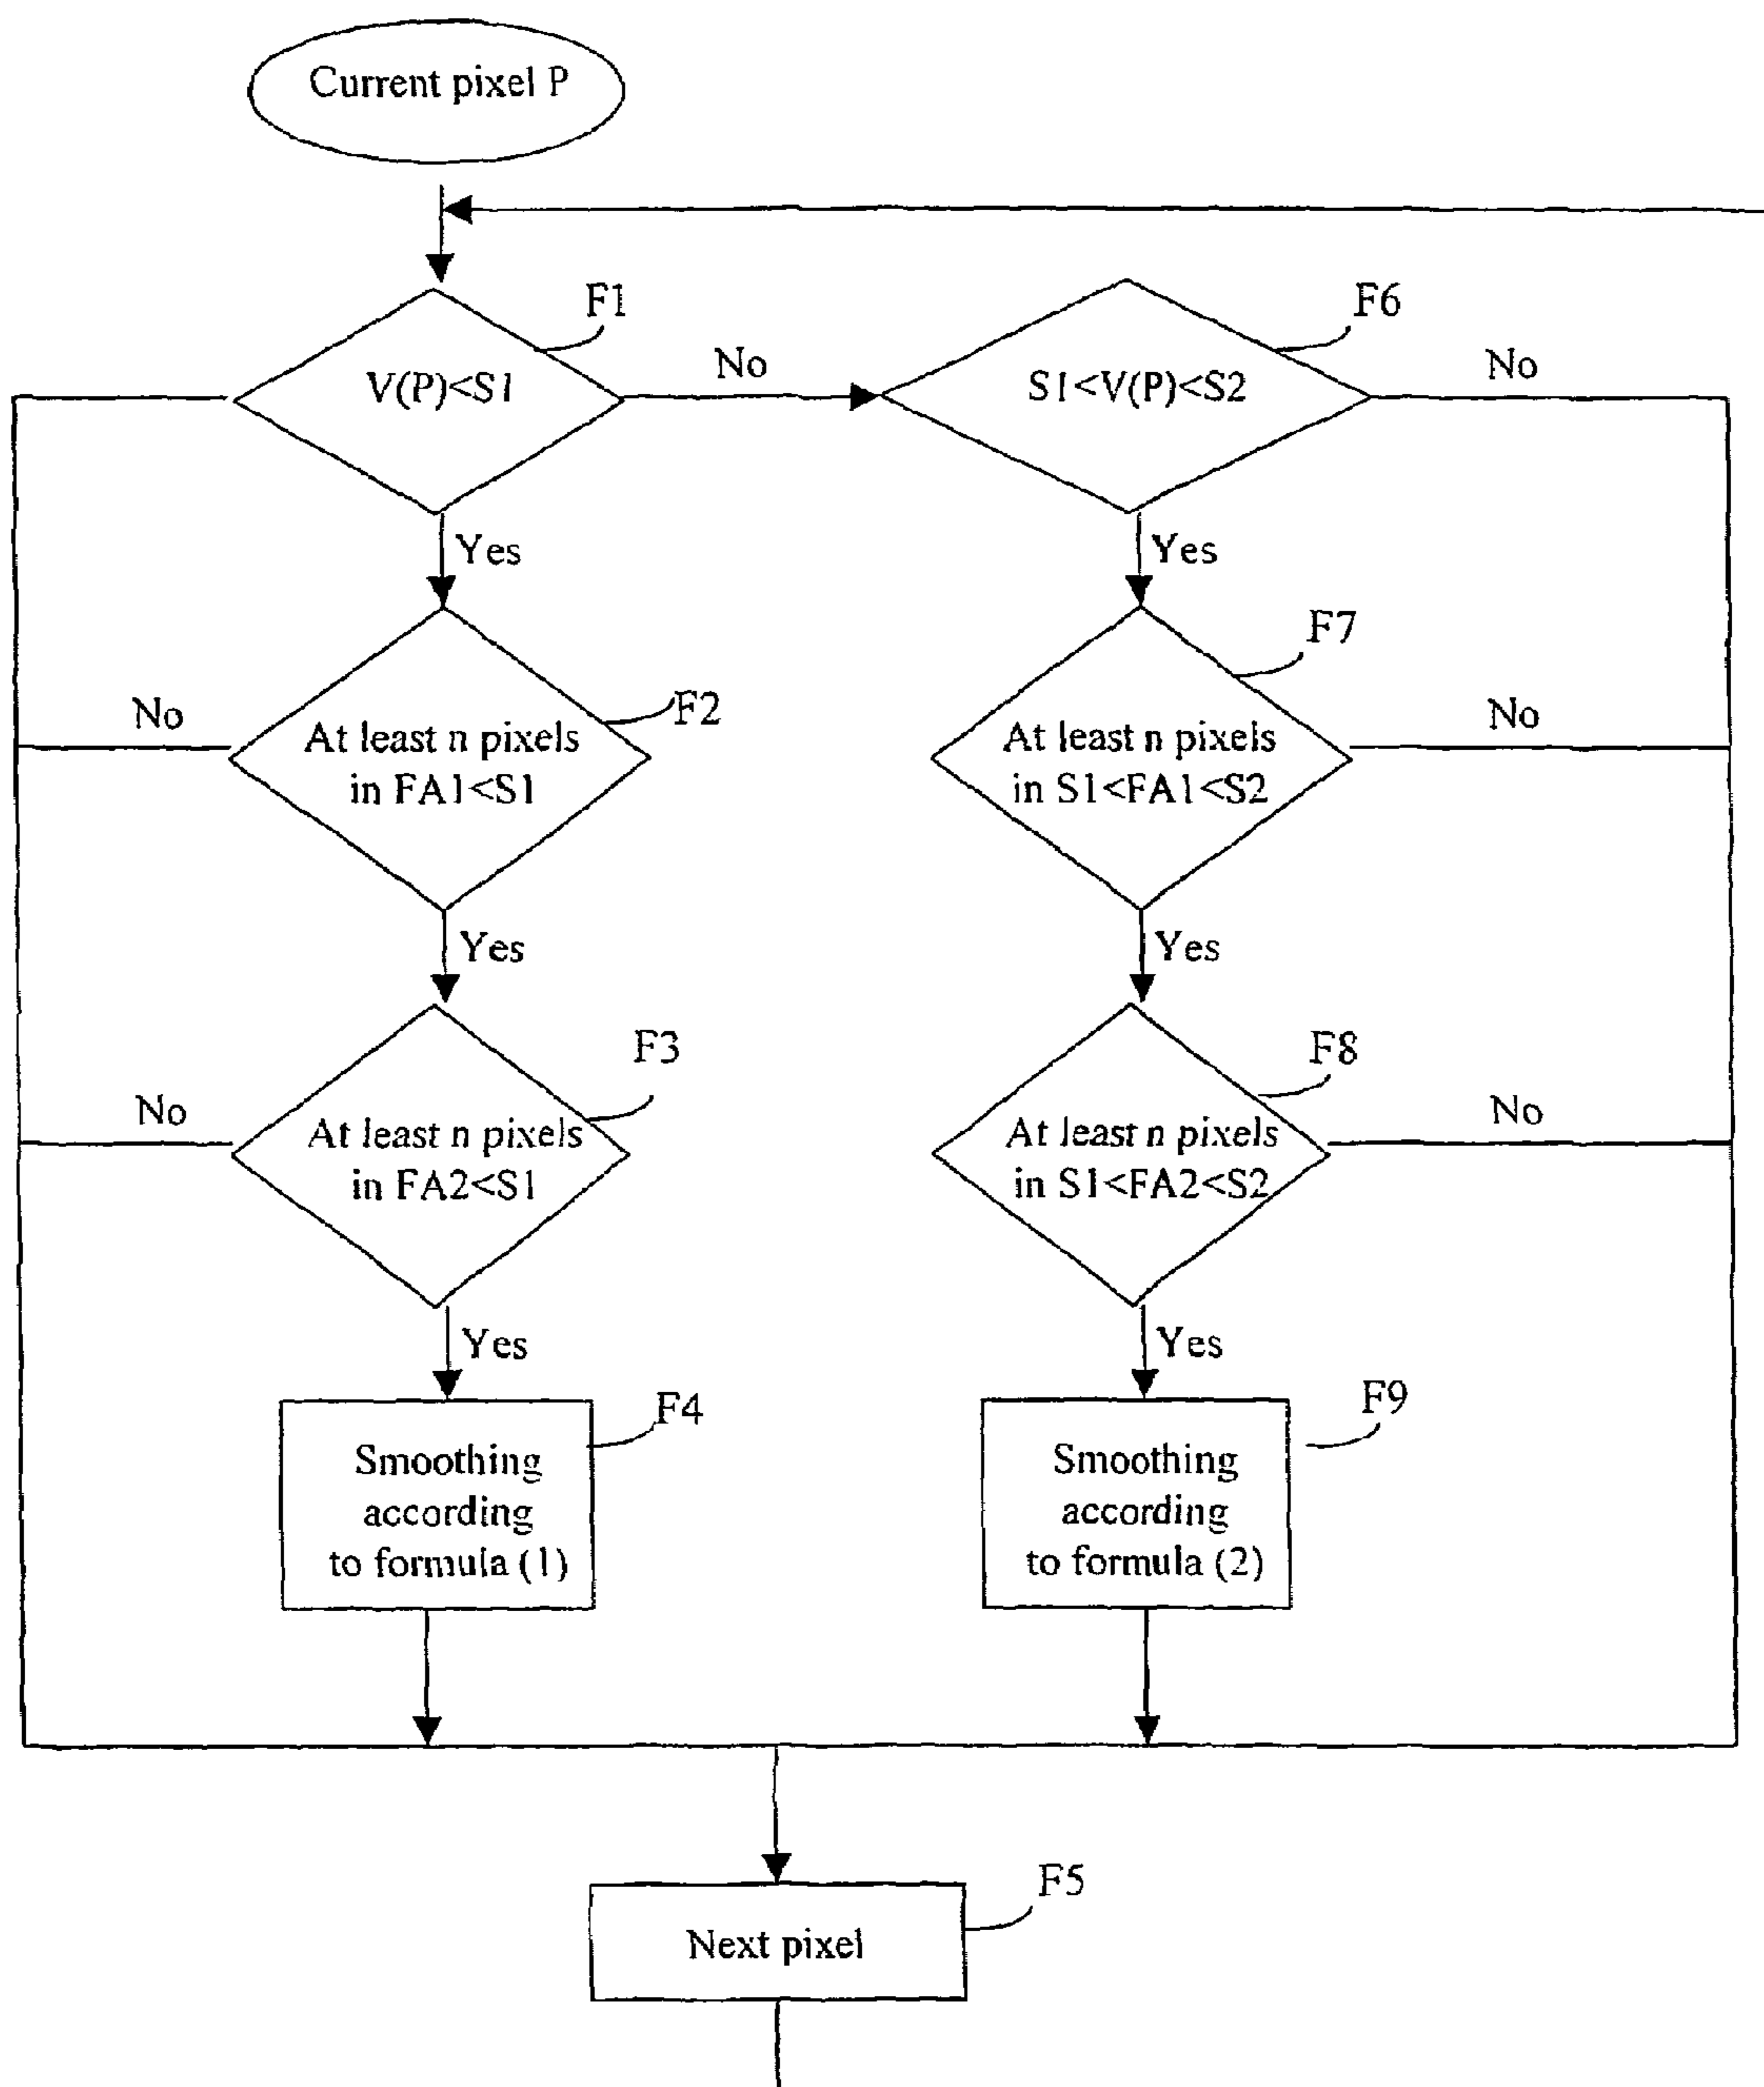 Current pixel P
F1
F6
V(P)<S1
No
S1<V(P)<S2
No
Yes
Yes
F2
F7
No
At least n pixels
in FA1<S1
At least n pixels
in S1<FA1<S2
No
Yes
Yes
F3
F8
No
At least n pixels
in FA2<S1
At least n pixels
in S1<FA2<S2
No
Yes
Yes
F4
F9
Smoothing
according
to formula (1)
Smoothing
according
to formula (2)
F5
Next pixel